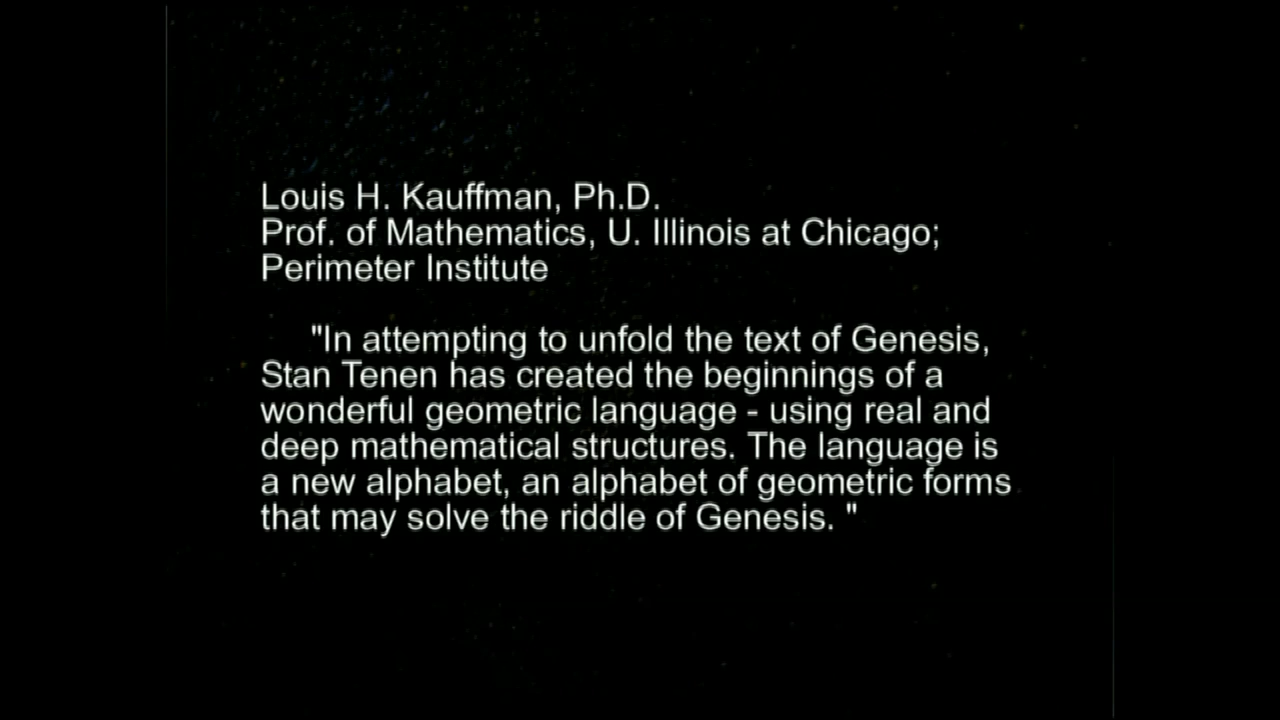 Louis H. Kauffman, Ph.D.
Prof. of Mathematics, U. Illinois at Chicago;
Perimeter Institute
"In attempting to unfold the text of Genesis,
Stan Tenen has created the beginnings of a
wonderful geometric language - using real and
deep mathematical structures. The language is
a new alphabet, an alphabet of geometric forms
that may solve the riddle of Genesis. "